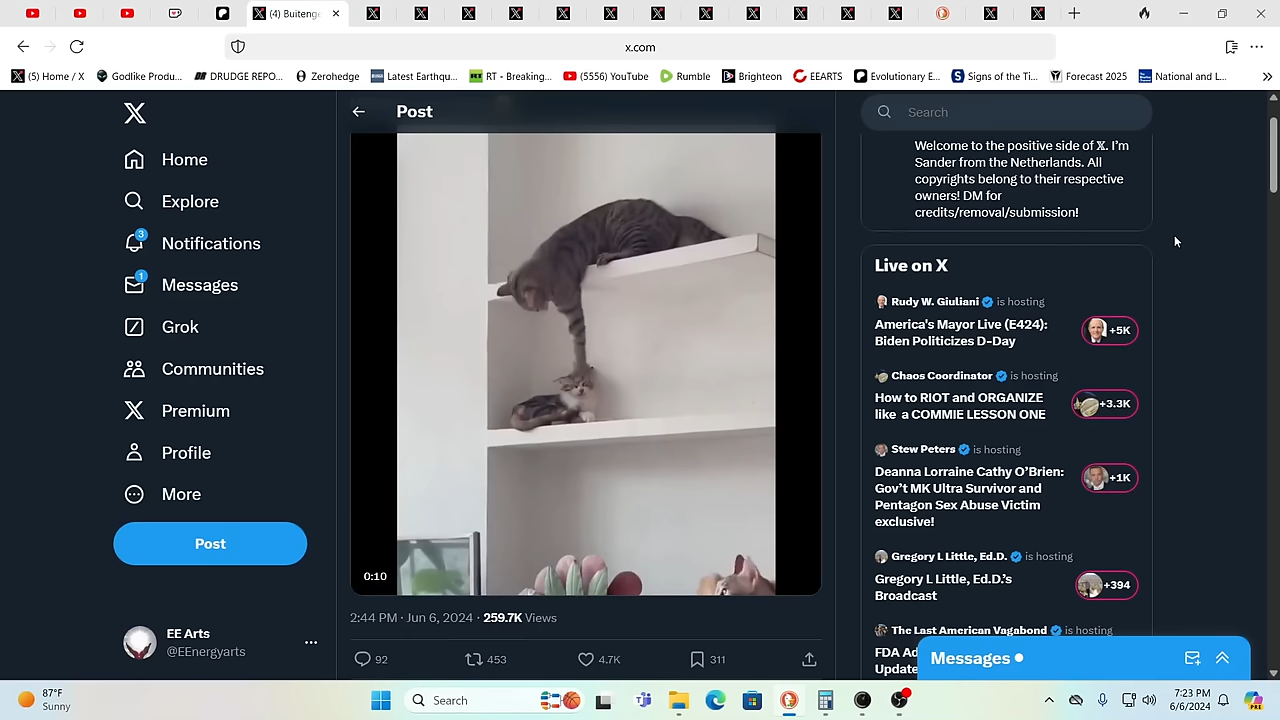 (4) Buitenge
x.com
(5) Home / X
Godlike Produ...
DRUDGE REPO...
Zerohedge
Latest Earthqu...
RT - Breaking...
(5556) YouTube
Rumble
Brighteon
EEARTS
Evolutionary E...
Signs of the Ti...
Forecast 2025
National and L...
Home
Explore
3
Notifications
1
Messages
Grok
Communities
Premium
Profile
More
Post
EE Arts
@EEnergyarts
Post
0:10
2:44 PM · Jun 6, 2024 · 259.7K Views
92
453
4.7K
311
Search
Welcome to the positive side of 𝕏. I'm
Sander from the Netherlands. All
copyrights belong to their respective
owners! DM for
credits/removal/submission!
Live on X
Rudy W. Giuliani is hosting
America's Mayor Live (E424):
Biden Politicizes D-Day
+5K
Chaos Coordinator is hosting
How to RIOT and ORGANIZE
like a COMMIE LESSON ONE
+3.3K
Stew Peters is hosting
Deanna Lorraine Cathy O'Brien:
Gov't MK Ultra Survivor and
Pentagon Sex Abuse Victim
exclusive!
+1K
Gregory L Little, Ed.D. is hosting
Gregory L Little, Ed.D.'s
Broadcast
+394
The Last American Vagabond is hosting
FDA Ad
Update
Messages
87°F
Sunny
Search
7:23 PM
6/6/2024
PRE